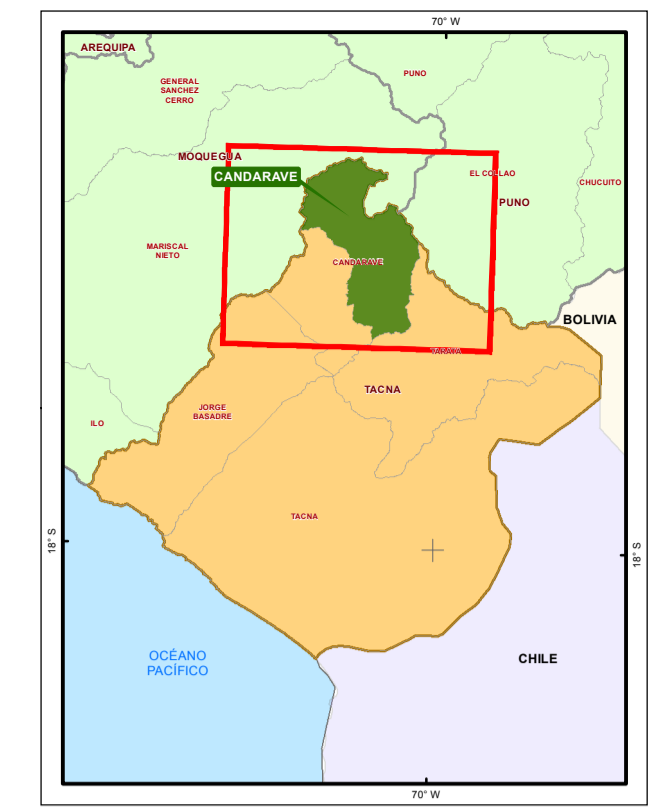 70° W
AREQUIPA
PUNO
GENERAL
SANCHEZ
CERRO
MOQUEGUA
CANDARAVE
EL COLLAO
CHUCUITO
PUNO
MARISCAL
NIETO
CANDARAVE
BOLIVIA
TARATA
TACNA
JORGE
BASADRE
ILO
TACNA
18° S
18° S
OCÉANO
PACÍFICO
CHILE
70° W